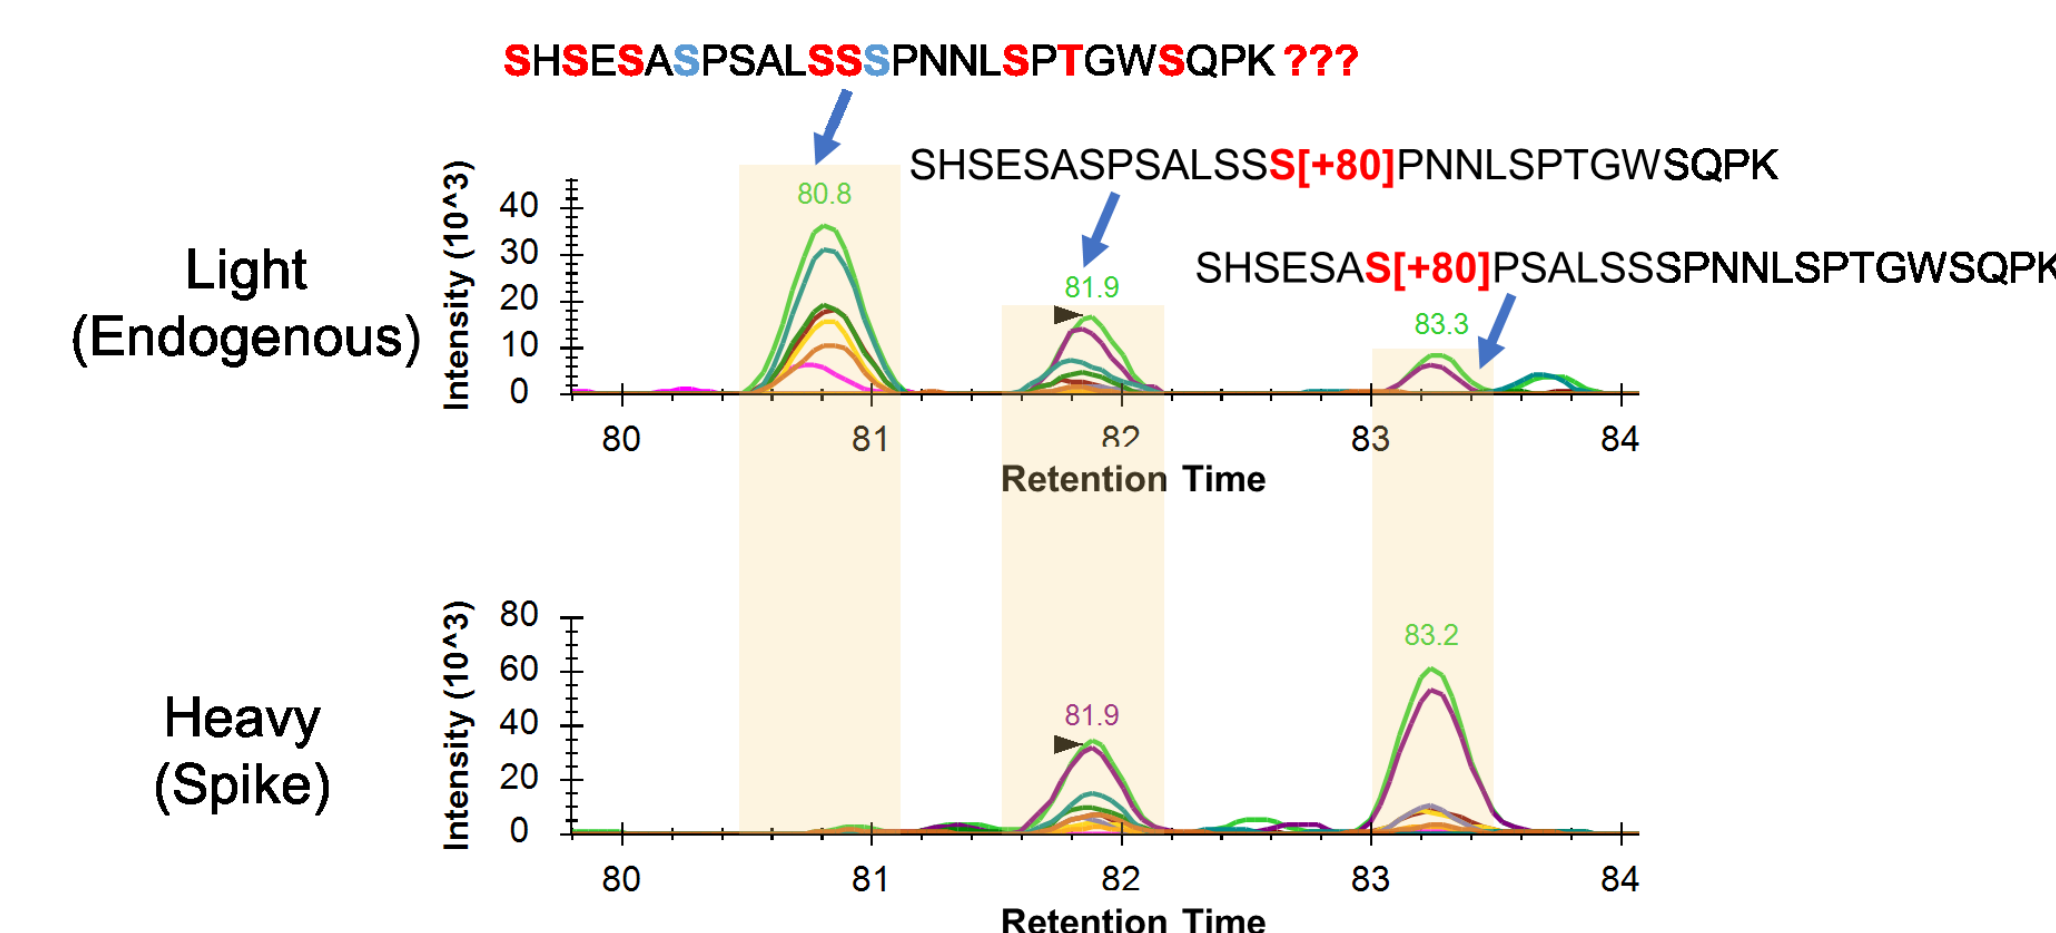 SHSESASPSALSSSPNNLSPTGWSQPK ???
SHSESASPSALSSS[+80]PNNLSPTGWSQPK
SHSESAS[+80]PSALSSSPNNLSPTGWSQPK
Light
(Endogenous)
Intensity (10^3)
40
30
20
10
0
80.8
81.9
83.3
80 81 82 83 84
Retention Time
Heavy
(Spike)
Intensity (10^3)
80
60
40
20
0
81.9
83.2
80 81 82 83 84
Retention Time